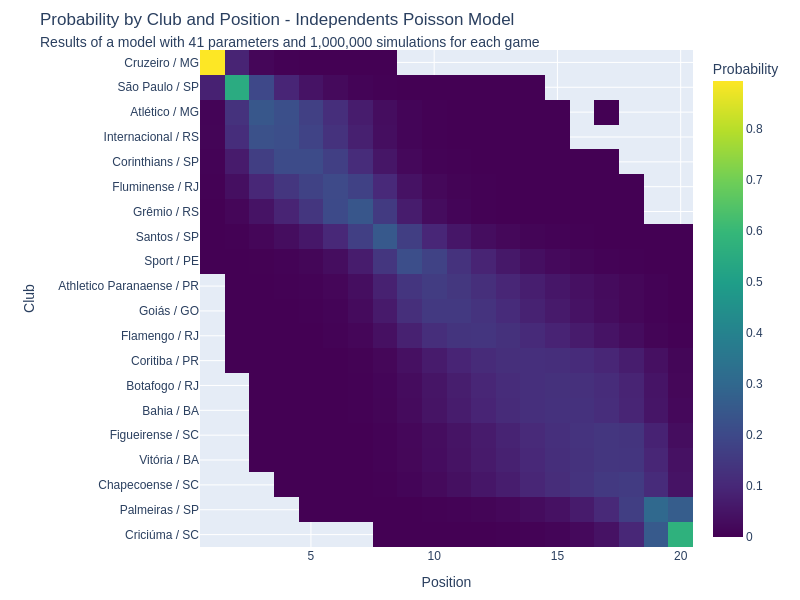 Probability by Club and Position - Independents Poisson Model
Results of a model with 41 parameters and 1,000,000 simulations for each game
Probability
Cruzeiro / MG
São Paulo / SP
Atlético / MG
Internacional / RS
Corinthians / SP
Fluminense / RJ
Grêmio / RS
Santos / SP
Sport / PE
Athletico Paranaense / PR
Goiás / GO
Flamengo / RJ
Coritiba / PR
Botafogo / RJ
Bahia / BA
Figueirense / SC
Vitória / BA
Chapecoense / SC
Palmeiras / SP
Criciúma / SC
Club
5
10
15
20
Position
0.8
0.7
0.6
0.5
0.4
0.3
0.2
0.1
0